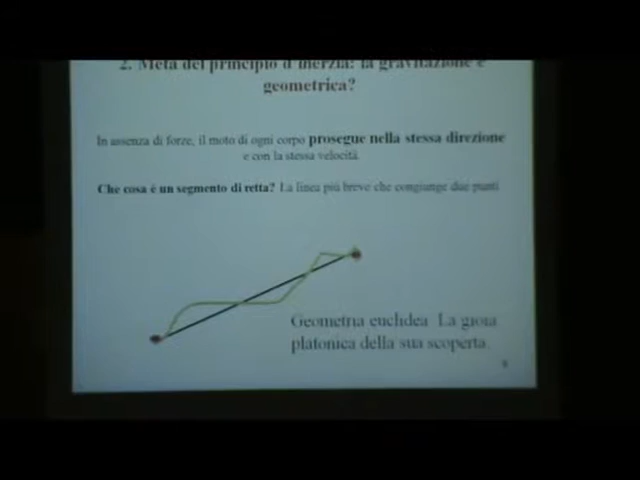 2. Metà del principio d'inerzia: la gravitazione è
geometrica?
In assenza di forze, il moto di ogni corpo prosegue nella stessa direzione
e con la stessa velocità.
Che cosa è un segmento di retta? La linea più breve che congiunge due punti
Geometria euclidea. La gioia
platonica della sua scoperta.